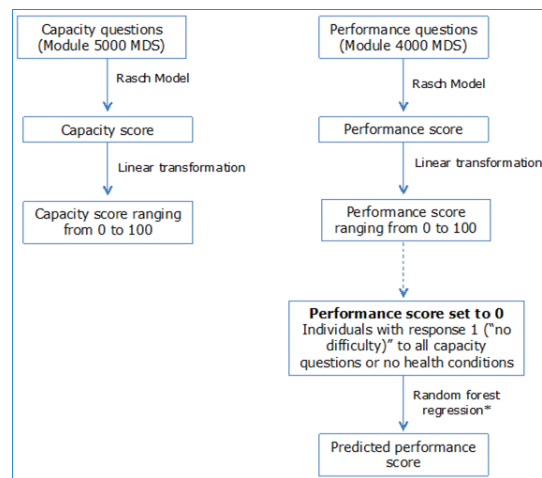 Capacity questions
(Module 5000 MDS)
Rasch Model
Capacity score
Linear transformation
Capacity score ranging
from 0 to 100
Performance questions
(Module 4000 MDS)
Rasch Model
Performance score
Linear transformation
Performance score
ranging from 0 to 100
Performance score set to 0
Individuals with response 1 (“no
difficulty)” to all capacity
questions or no health conditions
Random forest
regression*
Predicted performance
score